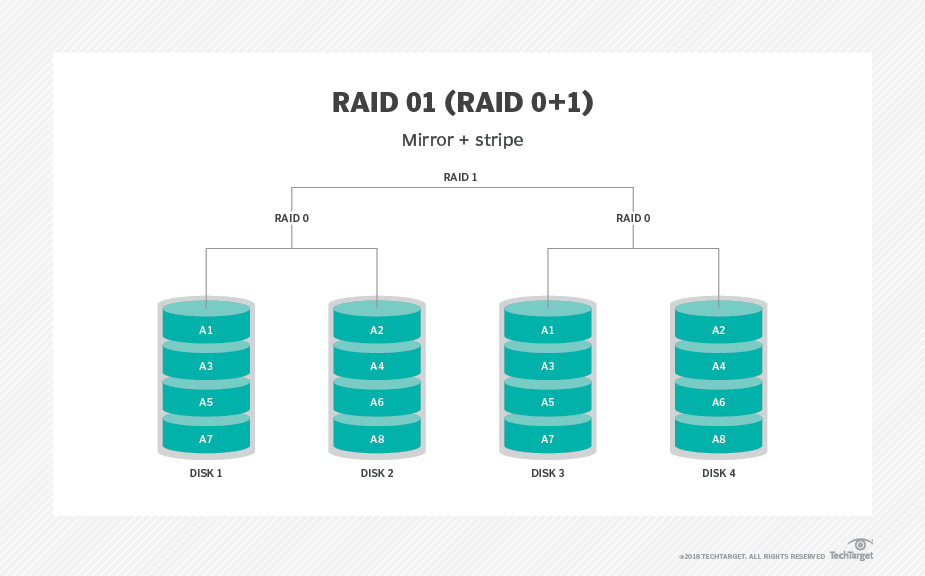 RAID 01 (RAID 0+1)
Mirror + stripe
RAID 1
RAID 0 RAID 0
A1 A2 A1 A2
A3 A4 A3 A4
A5 A6 A5 A6
A7 A8 A7 A8
DISK 1 DISK 2 DISK 3 DISK 4
©2018 TECHTARGET. ALL RIGHTS RESERVED TechTarget